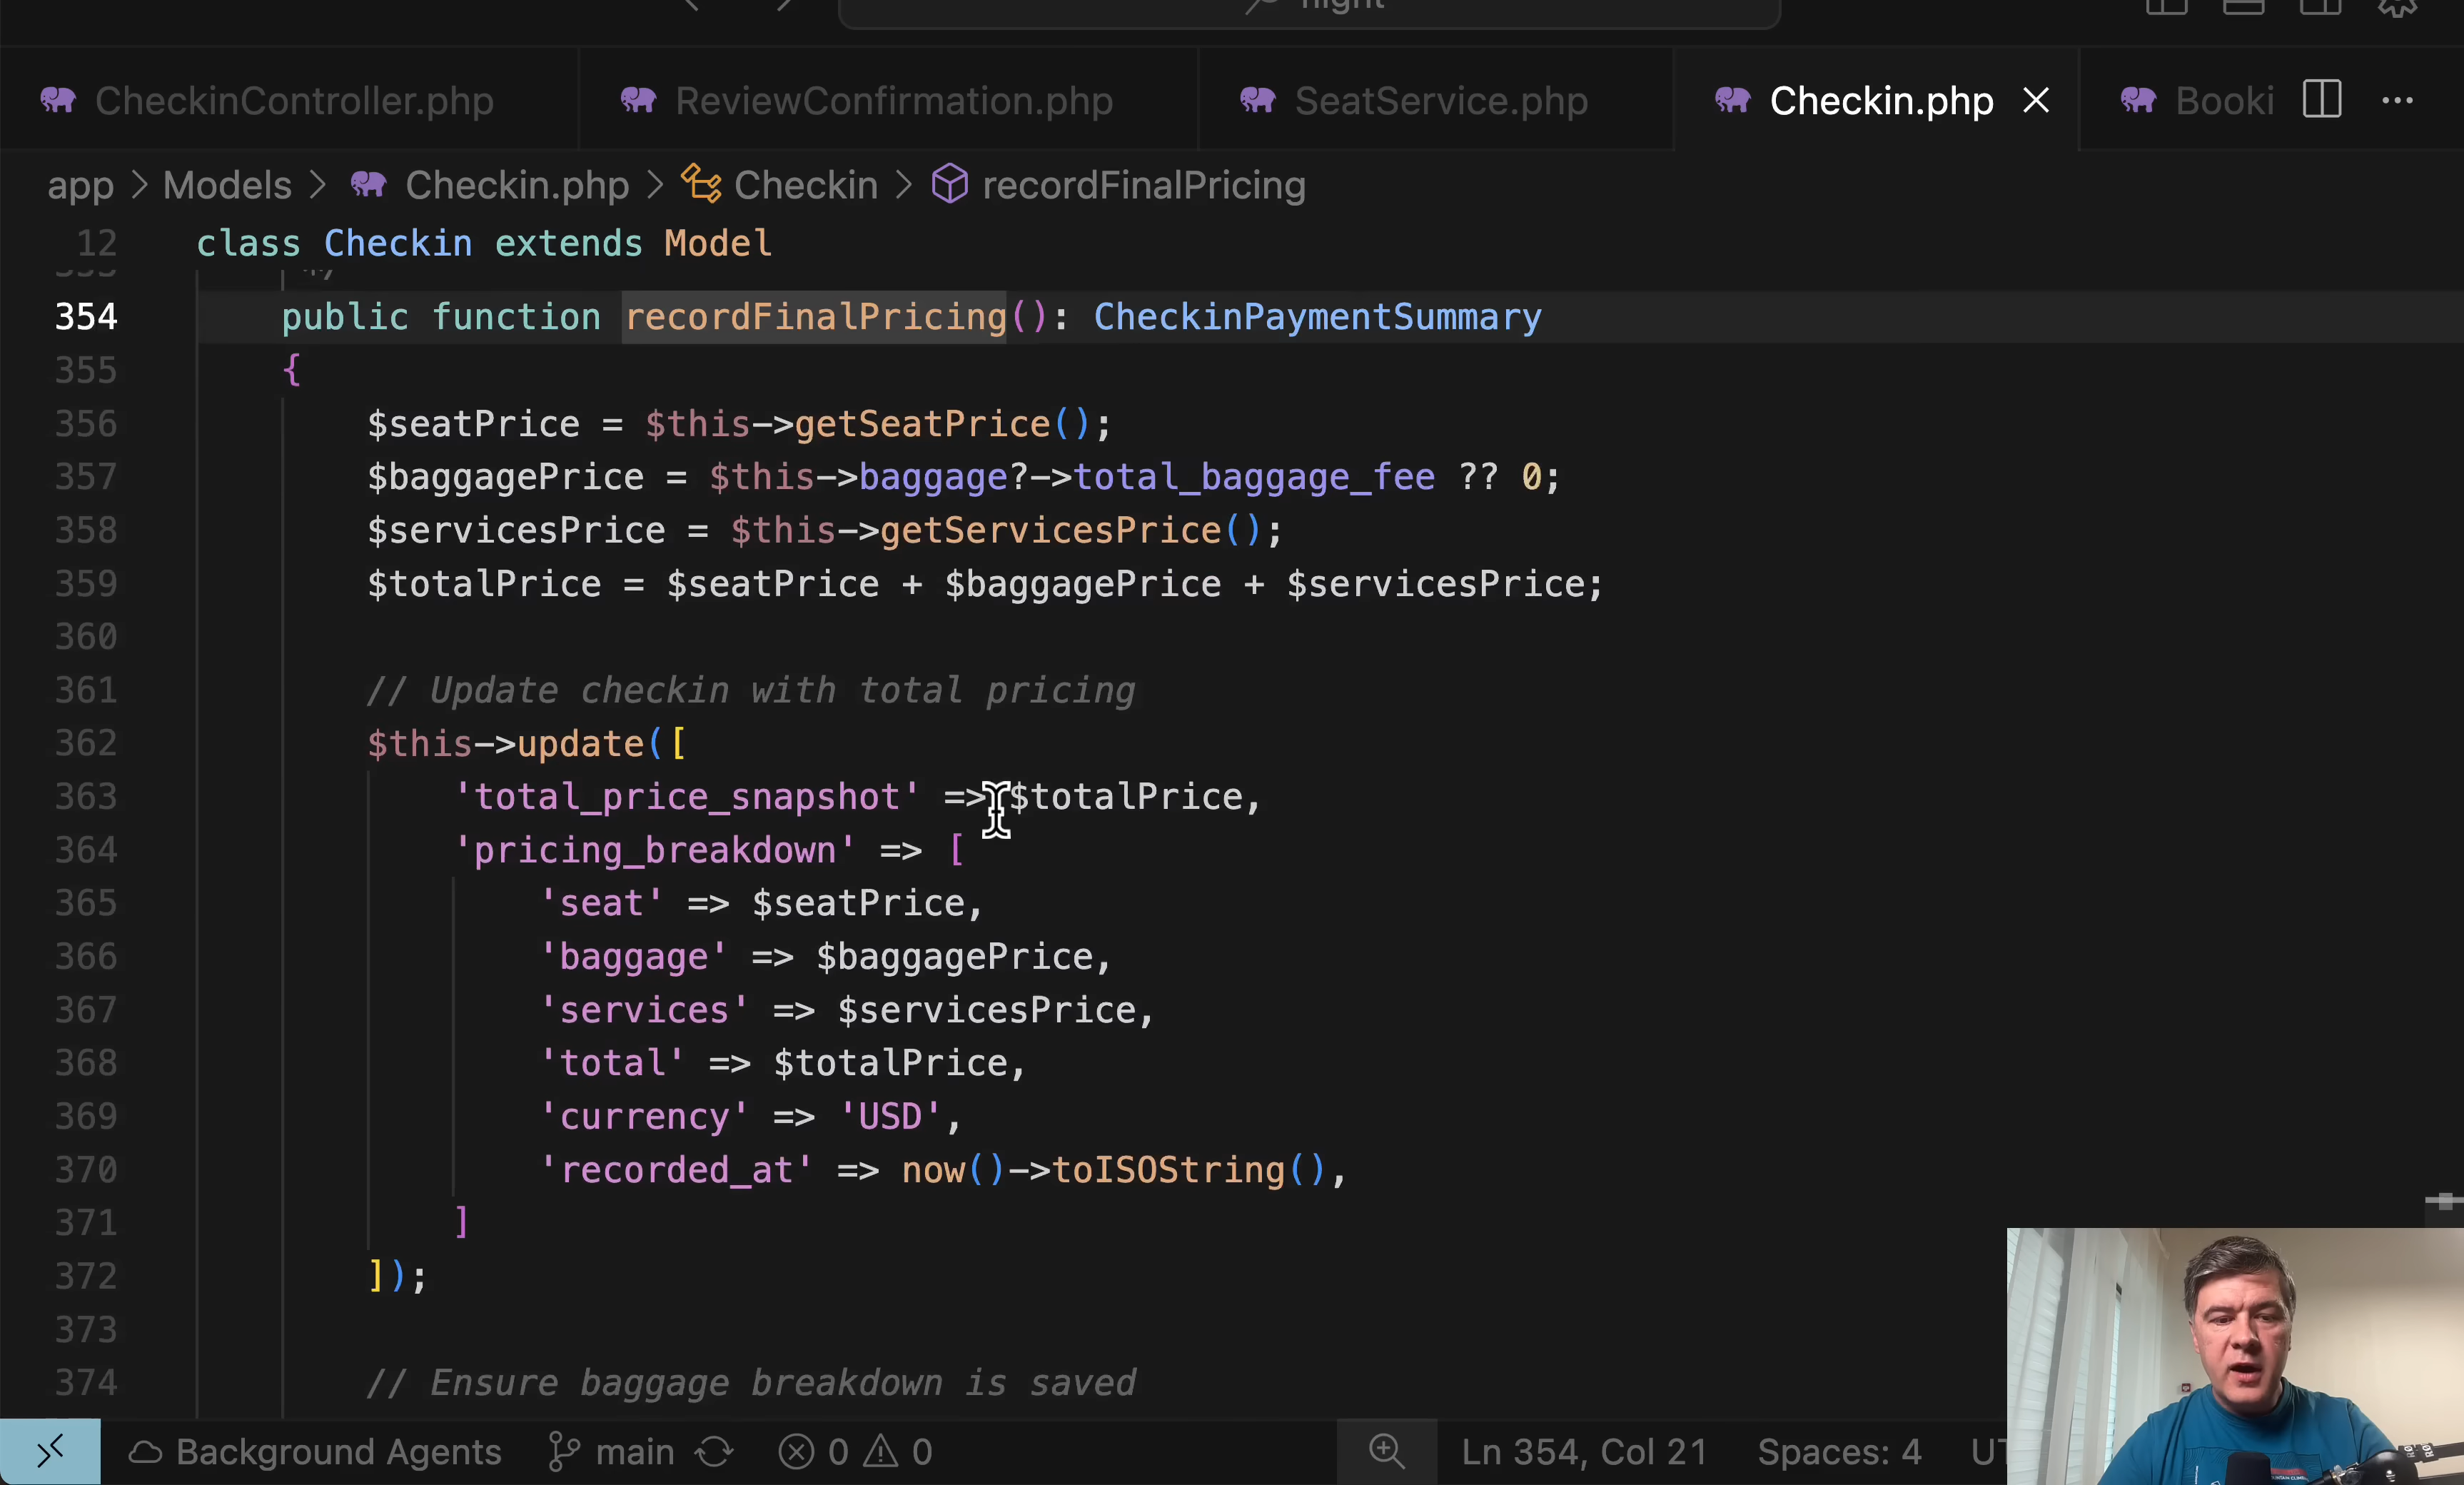 CheckinController.php ReviewConfirmation.php SeatService.php Checkin.php Booki
app > Models > Checkin.php > Checkin > recordFinalPricing
12 class Checkin extends Model
353 */
354 public function recordFinalPricing(): CheckinPaymentSummary
355 {
356 $seatPrice = $this->getSeatPrice();
357 $baggagePrice = $this->baggage?->total_baggage_fee ?? 0;
358 $servicesPrice = $this->getServicesPrice();
359 $totalPrice = $seatPrice + $baggagePrice + $servicesPrice;
360
361 // Update checkin with total pricing
362 $this->update([
363 'total_price_snapshot' => $totalPrice,
364 'pricing_breakdown' => [
365 'seat' => $seatPrice,
366 'baggage' => $baggagePrice,
367 'services' => $servicesPrice,
368 'total' => $totalPrice,
369 'currency' => 'USD',
370 'recorded_at' => now()->toISOString(),
371 ]
372 ]);
373
374 // Ensure baggage breakdown is saved
Background Agents main 0 0 Ln 354, Col 21 Spaces: 4